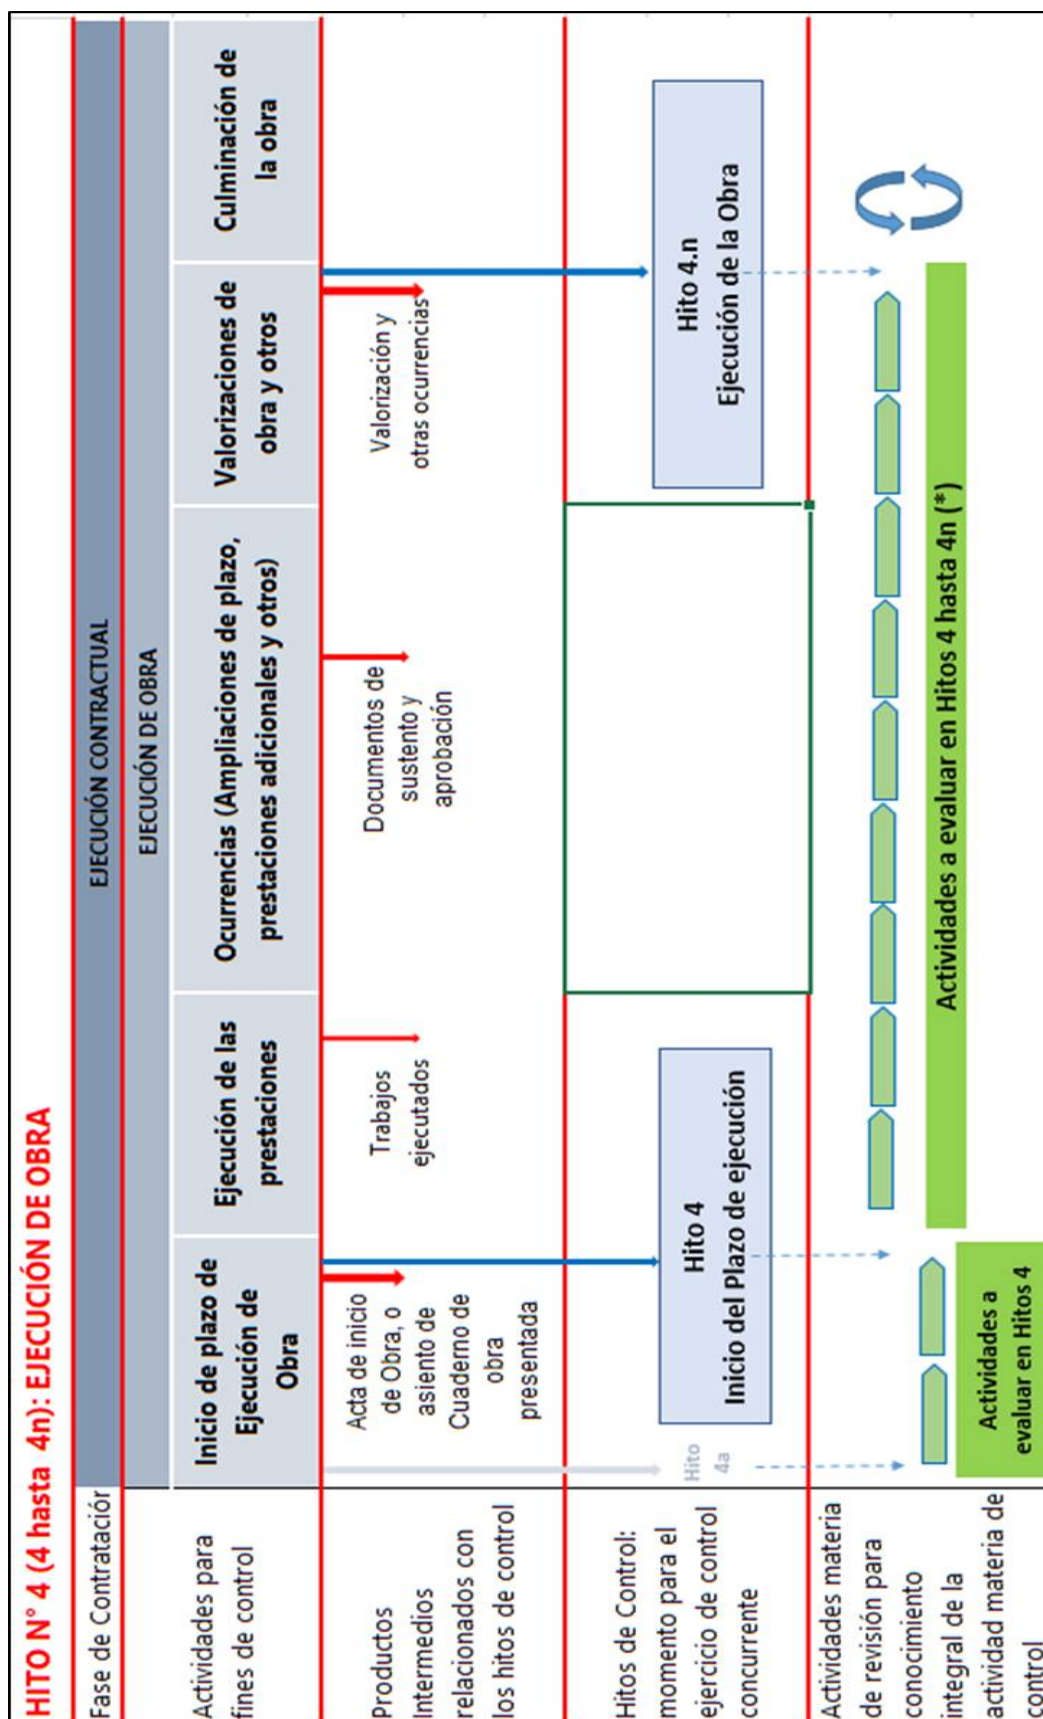 HITO N° 4 (4 hasta 4n): EJECUCIÓN DE OBRA
Fase de Contratación
EJECUCIÓN CONTRACTUAL
EJECUCIÓN DE OBRA
Actividades para
fines de control
Inicio de plazo de
Ejecución de
Obra
Ejecución de las
prestaciones
Ocurrencias (Ampliaciones de plazo,
prestaciones adicionales y otros)
Valorizaciones de
obra y otros
Culminación de
la obra
Productos
Intermedios
relacionados con
los hitos de control
Acta de inicio
de Obra, o
asiento de
Cuaderno de
obra
presentada
Trabajos
ejecutados
Documentos de
sustento y
aprobación
Valorización y
otras ocurrencias
Hitos de Control:
momento para el
ejercicio de control
concurrente
Hito
4a
Hito 4
Inicio del Plazo de ejecución
Hito 4.n
Ejecución de la Obra
Actividades materia
de revisión para
conocimiento
integral de la
actividad materia de
control
Actividades a
evaluar en Hitos 4
Actividades a evaluar en Hitos 4 hasta 4n (*)